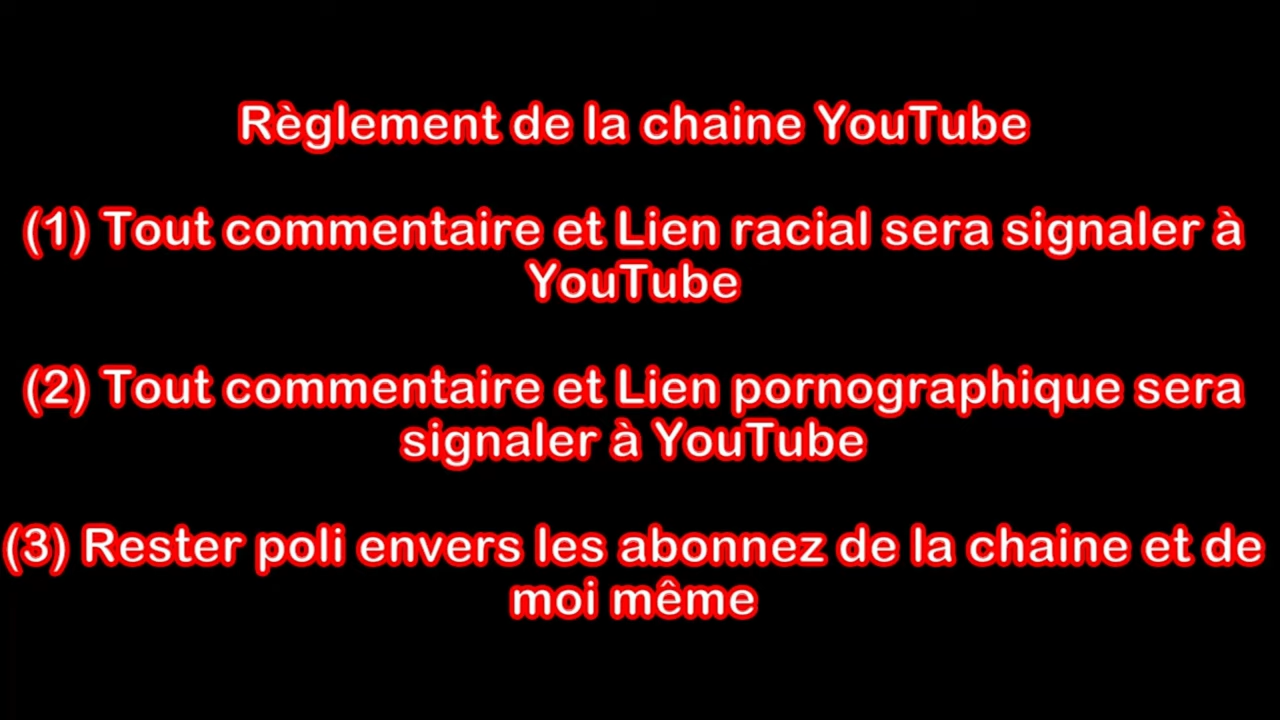 Règlement de la chaine YouTube
(1) Tout commentaire et Lien racial sera signaler à
YouTube
(2) Tout commentaire et Lien pornographique sera
signaler à YouTube
(3) Rester poli envers les abonnez de la chaine et de
moi même